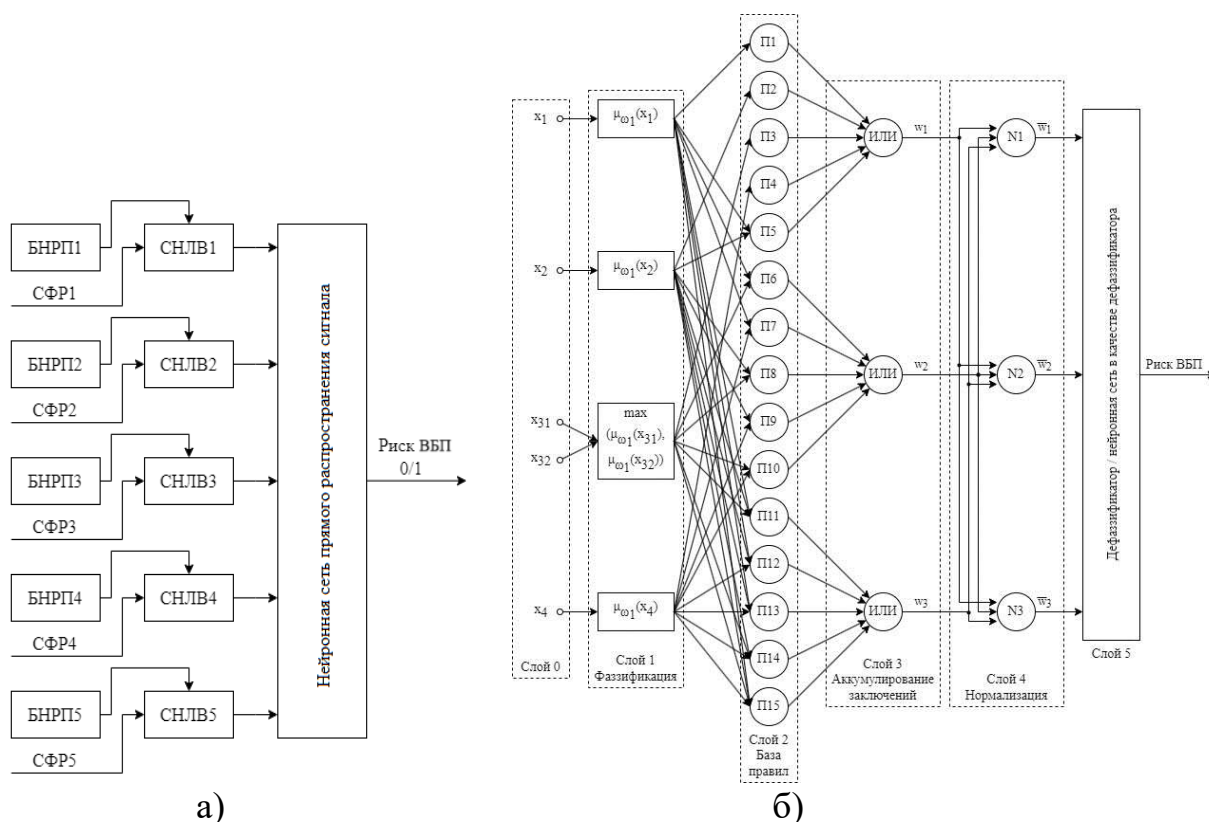 БНРП1
СНЛВ1
СФР1
БНРП2
СНЛВ2
СФР2
БНРП3
СНЛВ3
СФР3
БНРП4
СНЛВ4
СФР4
БНРП5
СНЛВ5
СФР5
Нейронная сеть прямого распространения сигнала
Риск ВБП
0/1
а)
x1
x2
x31
x32
x4
Слой 0
μω1(x1)
μω1(x2)
max
(μω1(x31),
μω1(x32))
μω1(x4)
Слой 1
Фаззификация
П1
П2
П3
П4
П5
П6
П7
П8
П9
П10
П11
П12
П13
П14
П15
Слой 2
База
правил
ИЛИ
w1
ИЛИ
w2
ИЛИ
w3
Слой 3
Аккумулирование
заключений
N1
w̅1
N2
w̅2
N3
w̅3
Слой 4
Нормализация
Дефаззификатор / нейронная сеть в качестве дефаззификатора
Слой 5
Риск ВБП
б)